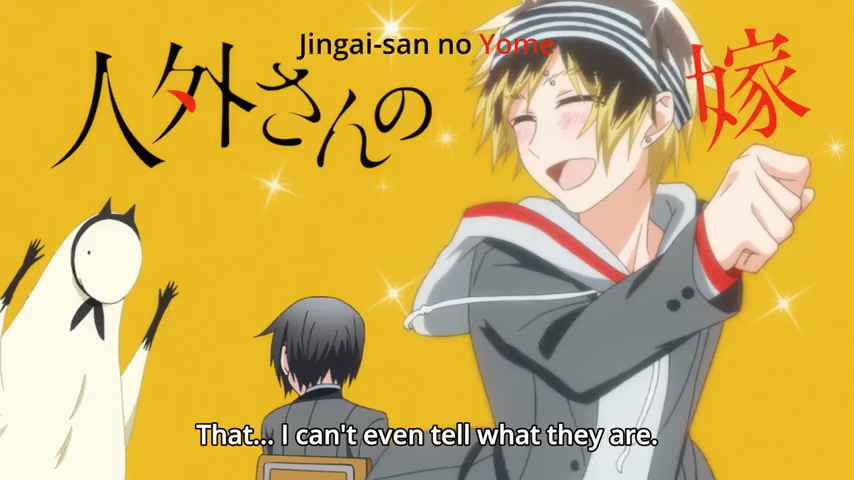 Jingai-san no Yome
人外さんの嫁
That... I can't even tell what they are.